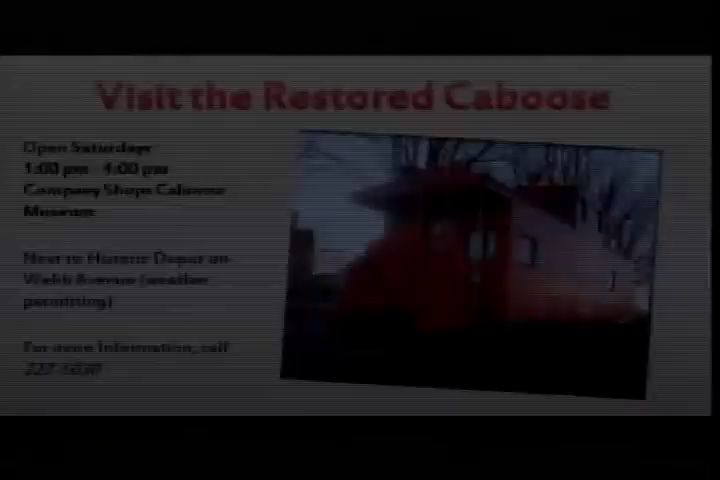 Visit the Restored Caboose
Open Saturdays
1:00 pm - 4:00 pm
Company Shops Caboose
Museum
Next to Historic Depot on
Webb Avenue (weather
permitting)
For more Information, call